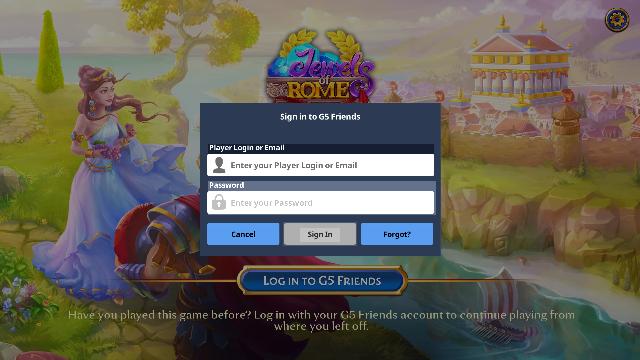 Jewels
of
ROME
Sign in to G5 Friends
Player Login or Email
Enter your Player Login or Email
Password
Enter your Password
Cancel
Sign In
Forgot?
LOG IN TO G5 FRIENDS
Have you played this game before? Log in with your G5 Friends account to continue playing from
where you left off.